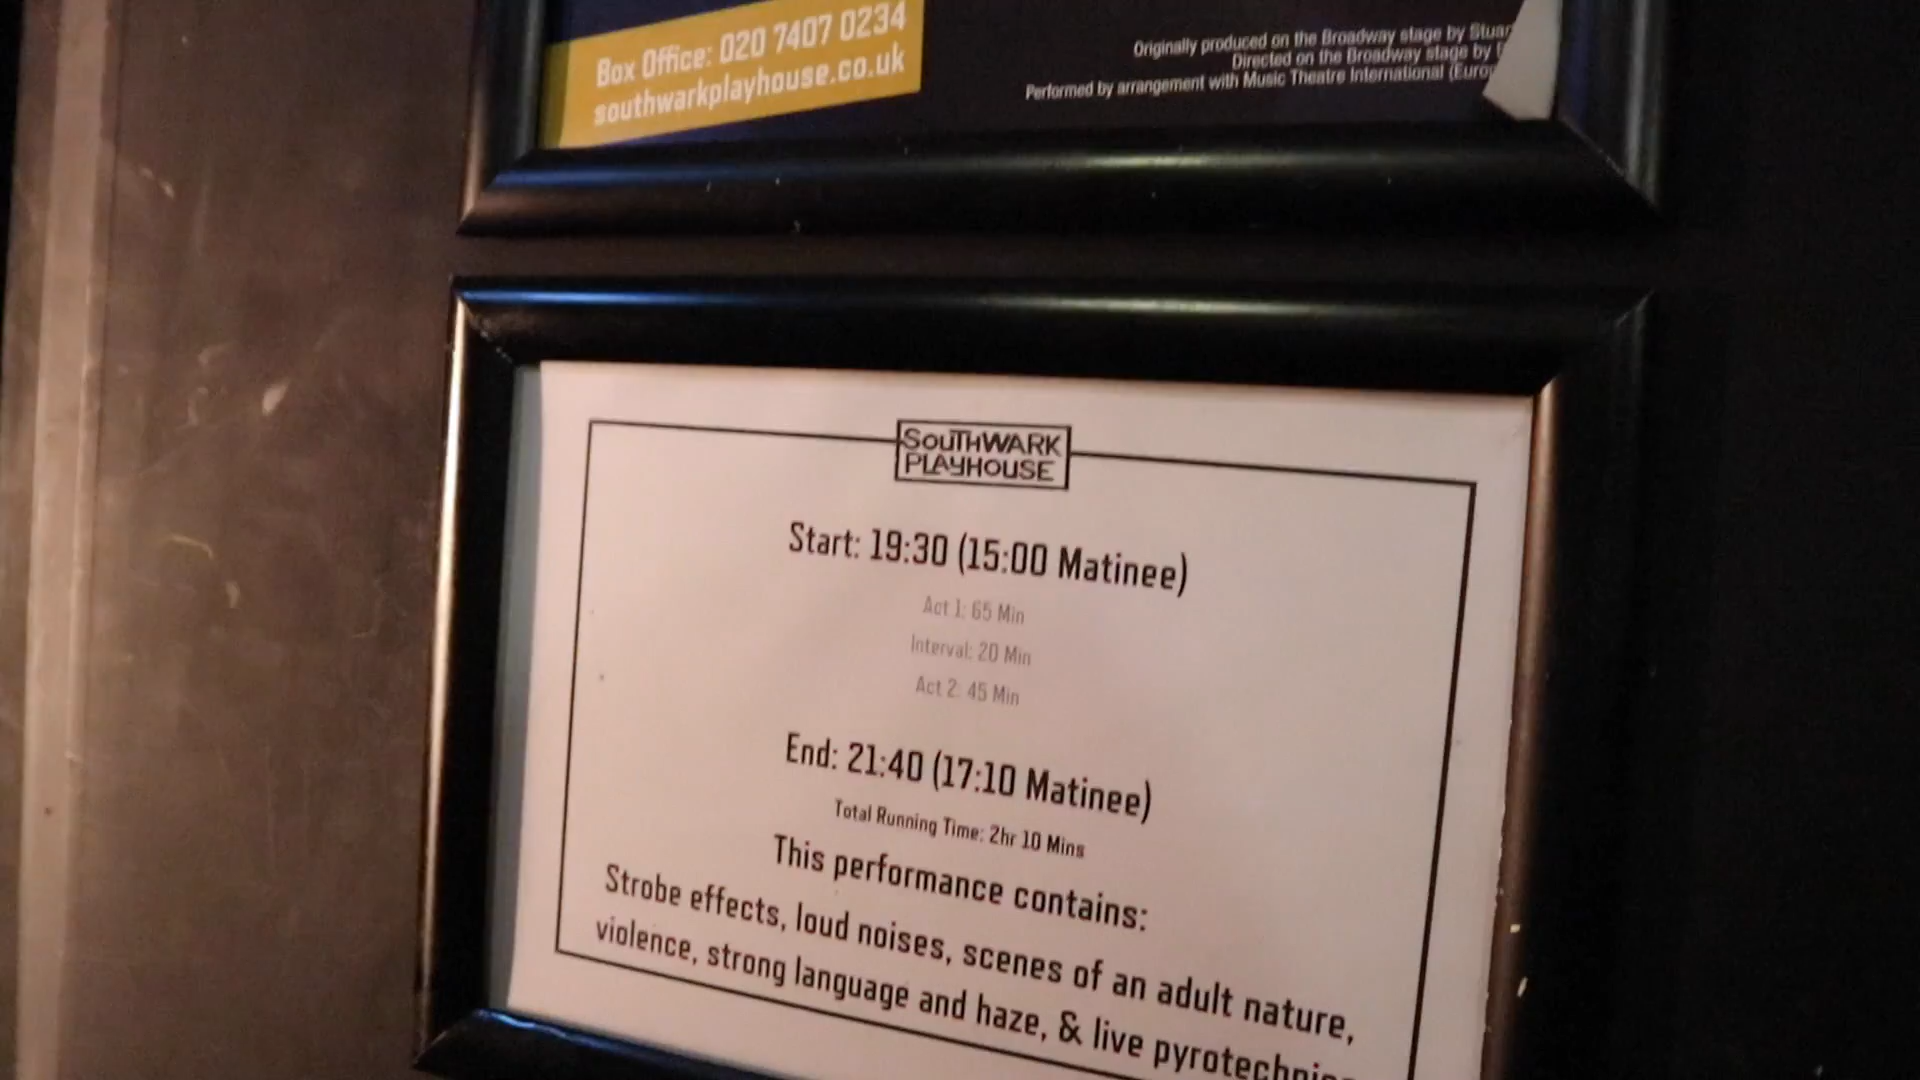 Box Office: 020 7407 0234
southwarkplayhouse.co.uk
Originally produced on the Broadway stage by
Directed on the Broadway stage by
Performed by arrangement with Music Theatre International
SOUTHWARK
PLAYHOUSE
Start: 19:30 (15:00 Matinee)
Act 1: 65 Min
Interval: 20 Min
Act 2: 45 Min
End: 21:40 (17:10 Matinee)
Total Running Time: 2hr 10 Mins
This performance contains:
Strobe effects, loud noises, scenes of an adult nature,
violence, strong language and haze, & live